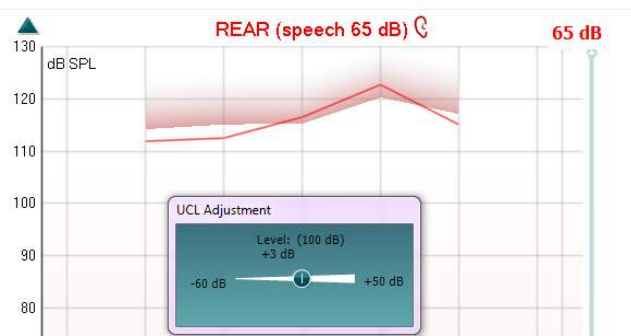 REAR (speech 65 dB)
65 dB
130
dB SPL
120
110
100
90
80
UCL Adjustment
Level: (100 dB)
+3 dB
-60 dB
+50 dB